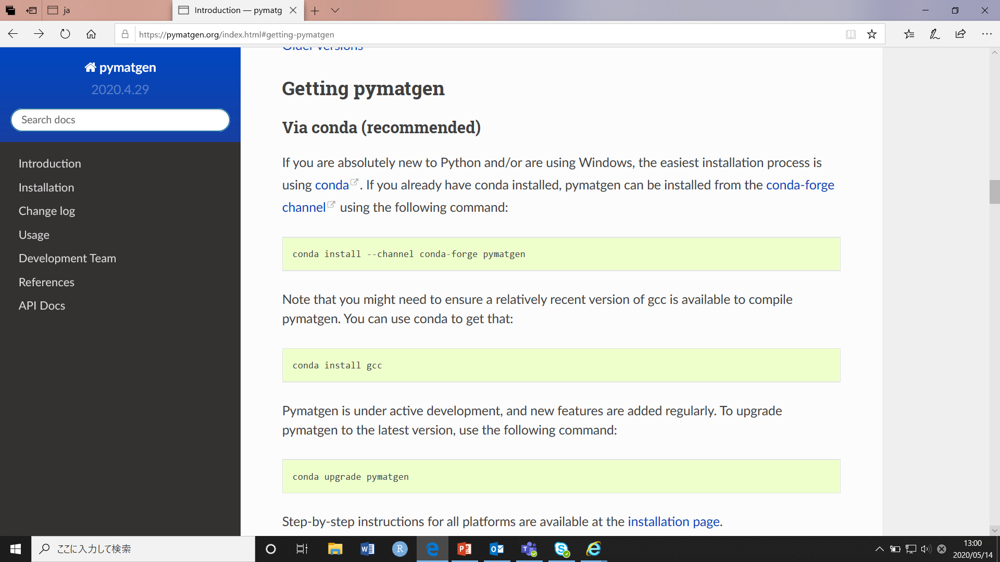 ja
Introduction — pymatg
https://pymatgen.org/index.html#getting-pymatgen
pymatgen
2020.4.29
Search docs
Introduction
Installation
Change log
Usage
Development Team
References
API Docs
Older versions
Getting pymatgen
Via conda (recommended)
If you are absolutely new to Python and/or are using Windows, the easiest installation process is
using conda. If you already have conda installed, pymatgen can be installed from the conda-forge
channel using the following command:
conda install --channel conda-forge pymatgen
Note that you might need to ensure a relatively recent version of gcc is available to compile
pymatgen. You can use conda to get that:
conda install gcc
Pymatgen is under active development, and new features are added regularly. To upgrade
pymatgen to the latest version, use the following command:
conda upgrade pymatgen
Step-by-step instructions for all platforms are available at the installation page.
ここに入力して検索
13:00
2020/05/14